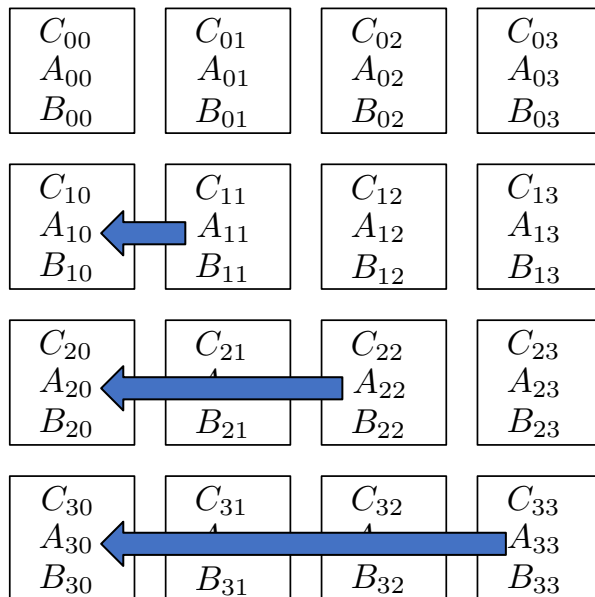 C₀₀ C₀₁ C₀₂ C₀₃
A₀₀ A₀₁ A₀₂ A₀₃
B₀₀ B₀₁ B₀₂ B₀₃
C₁₀ C₁₁ C₁₂ C₁₃
A₁₀ A₁₁ A₁₂ A₁₃
B₁₀ B₁₁ B₁₂ B₁₃
C₂₀ C₂₁ C₂₂ C₂₃
A₂₀ A₂₂ A₂₃
B₂₀ B₂₁ B₂₂ B₂₃
C₃₀ C₃₁ C₃₂ C₃₃
A₃₀ A₃₃
B₃₀ B₃₁ B₃₂ B₃₃